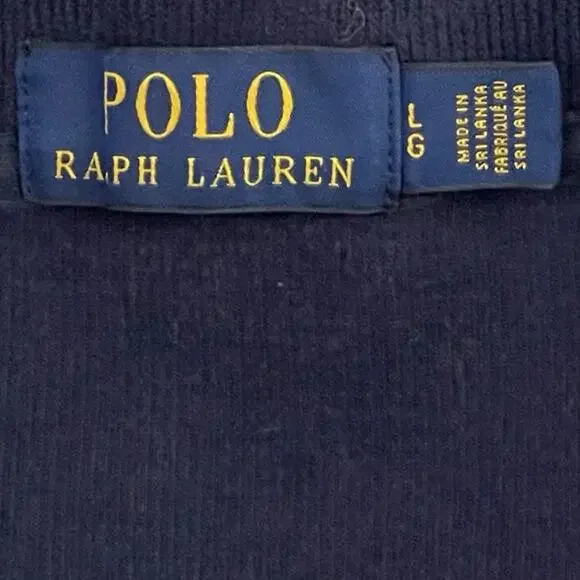 POLO
RALPH LAUREN
L
G
MADE IN
SRI LANKA
FABRIQUÉ AU
SRI LANKA